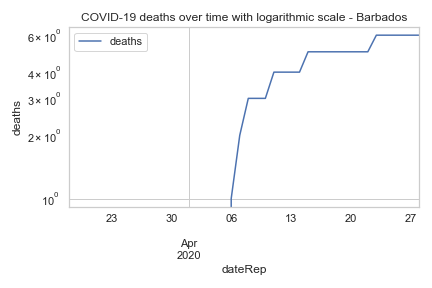 COVID-19 deaths over time with logarithmic scale - Barbados
deaths
6 × 10⁰
4 × 10⁰
3 × 10⁰
2 × 10⁰
10⁰
deaths
23 30 06 13 20 27
Apr
2020
dateRep